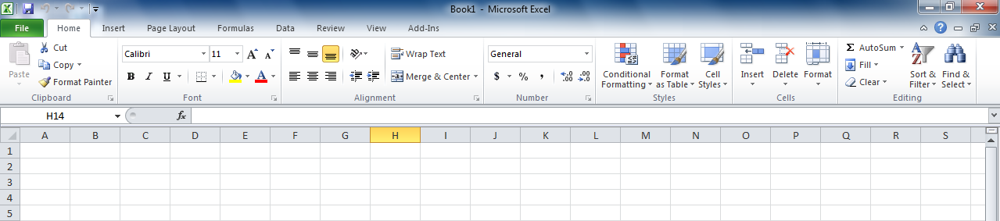 Book1 - Microsoft Excel
File Home Insert Page Layout Formulas Data Review View Add-Ins
Paste Cut Copy Format Painter
Calibri 11 A A
B I U A
Wrap Text
Merge & Center
General
$ % , .00 .00
Conditional Formatting Format as Table Cell Styles
Insert Delete Format
Σ AutoSum Fill Clear
Sort & Filter Find & Select
Clipboard Font Alignment Number Styles Cells Editing
H14 fx
A B C D E F G H I J K L M N O P Q R S
1
2
3
4
5